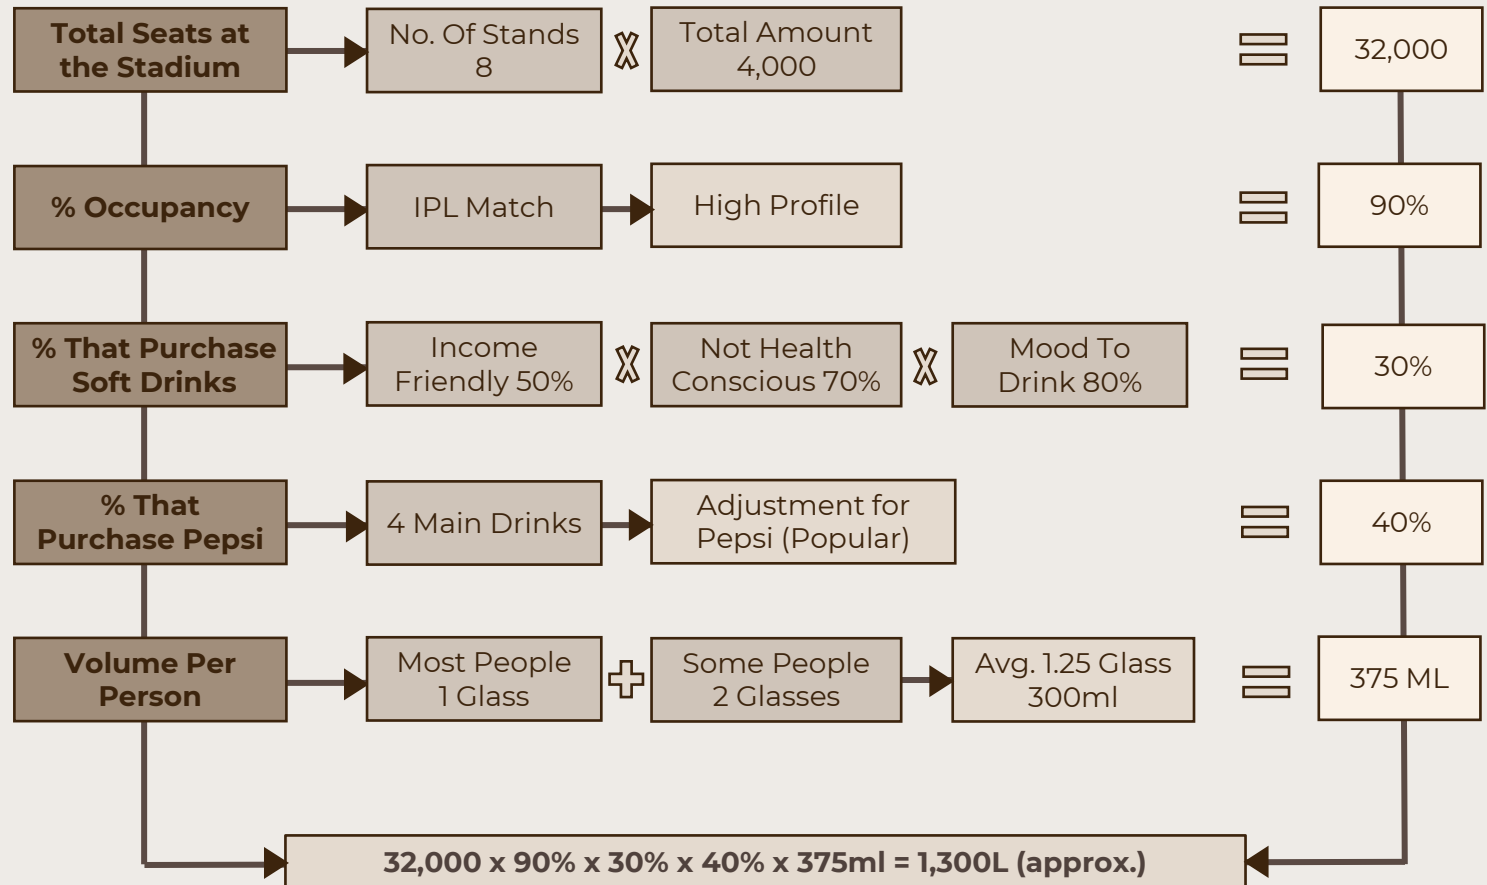 Total Seats at
the Stadium
No. Of Stands
8
x
Total Amount
4,000
=
32,000
% Occupancy
IPL Match
High Profile
=
90%
% That Purchase
Soft Drinks
Income
Friendly 50%
x
Not Health
Conscious 70%
x
Mood To
Drink 80%
=
30%
% That
Purchase Pepsi
4 Main Drinks
Adjustment for
Pepsi (Popular)
=
40%
Volume Per
Person
Most People
1 Glass
+
Some People
2 Glasses
Avg. 1.25 Glass
300ml
=
375 ML
32,000 x 90% x 30% x 40% x 375ml = 1,300L (approx.)